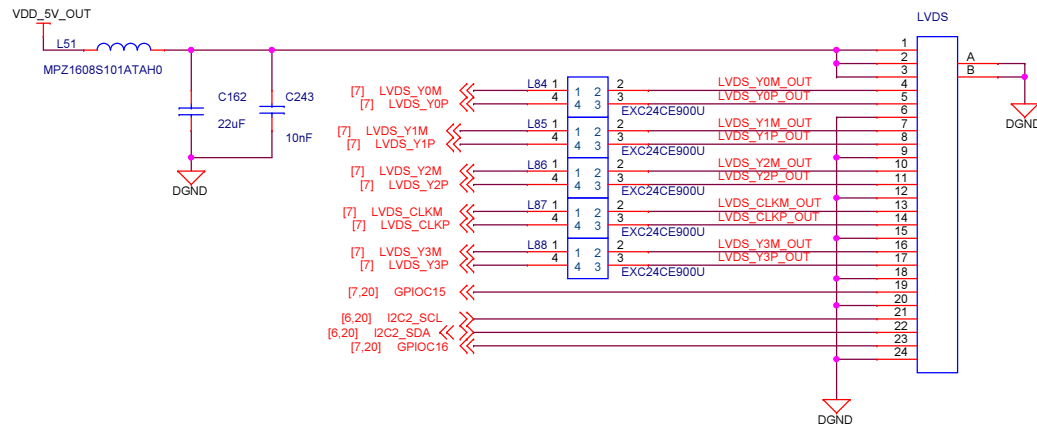 VDD_5V_OUT
LVDS
L51
MPZ1608S101ATAH0
C162
C243
22uF
10nF
DGND
1
2
3
A
B
DGND
[7] LVDS_Y0M L84 1 1 2 2 LVDS_Y0M_OUT 4
[7] LVDS_Y0P 4 4 3 3 LVDS_Y0P_OUT 5
EXC24CE900U 6
[7] LVDS_Y1M L85 1 1 2 2 LVDS_Y1M_OUT 7
[7] LVDS_Y1P 4 4 3 3 LVDS_Y1P_OUT 8
EXC24CE900U 9
[7] LVDS_Y2M L86 1 1 2 2 LVDS_Y2M_OUT 10
[7] LVDS_Y2P 4 4 3 3 LVDS_Y2P_OUT 11
EXC24CE900U 12
[7] LVDS_CLKM L87 1 1 2 2 LVDS_CLKM_OUT 13
[7] LVDS_CLKP 4 4 3 3 LVDS_CLKP_OUT 14
EXC24CE900U 15
[7] LVDS_Y3M L88 1 1 2 2 LVDS_Y3M_OUT 16
[7] LVDS_Y3P 4 4 3 3 LVDS_Y3P_OUT 17
EXC24CE900U 18
[7,20] GPIOC15 19
20
[6,20] I2C2_SCL 21
[6,20] I2C2_SDA 22
[7,20] GPIOC16 23
24
DGND